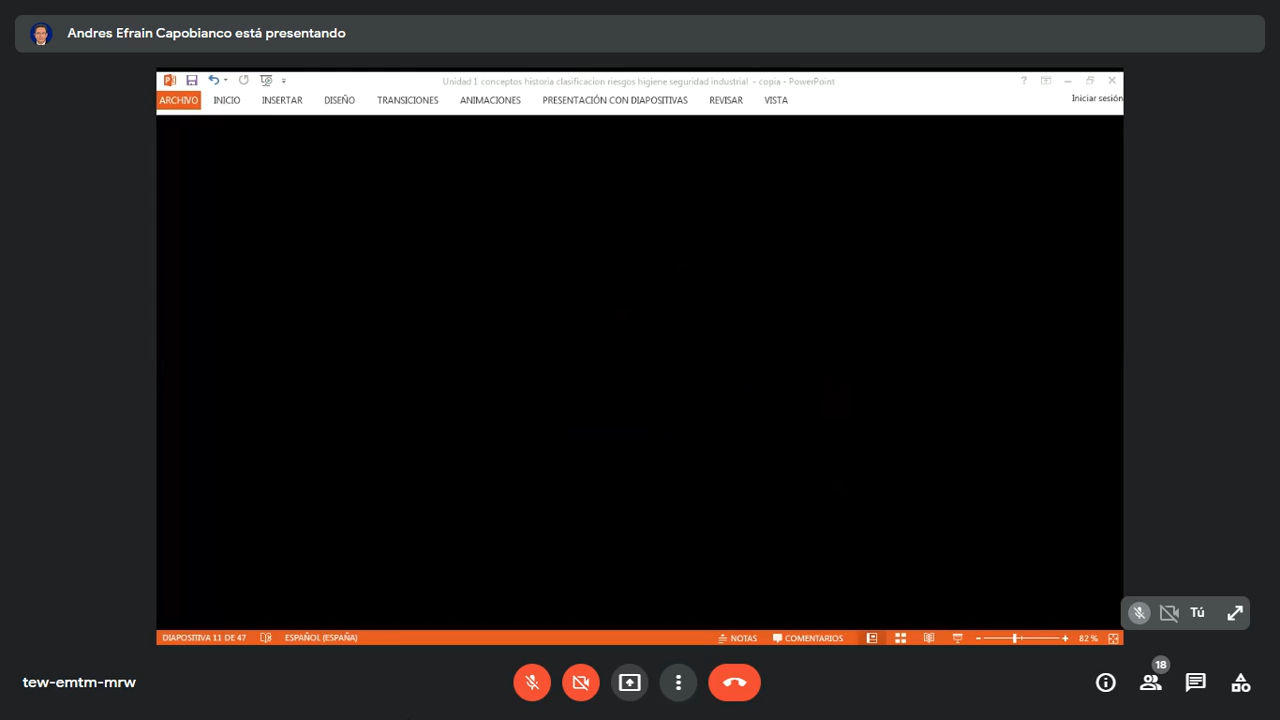 Andres Efrain Capobianco está presentando
Unidad 1 conceptos historia clasificacion riesgos higiene seguridad industrial - copia - PowerPoint
ARCHIVO INICIO INSERTAR DISEÑO TRANSICIONES ANIMACIONES PRESENTACIÓN CON DIAPOSITIVAS REVISAR VISTA Iniciar sesión
Tú
DIAPOSITIVA 11 DE 47 ESPAÑOL (ESPAÑA) NOTAS COMENTARIOS 82 %
18
tew-emtm-mrw